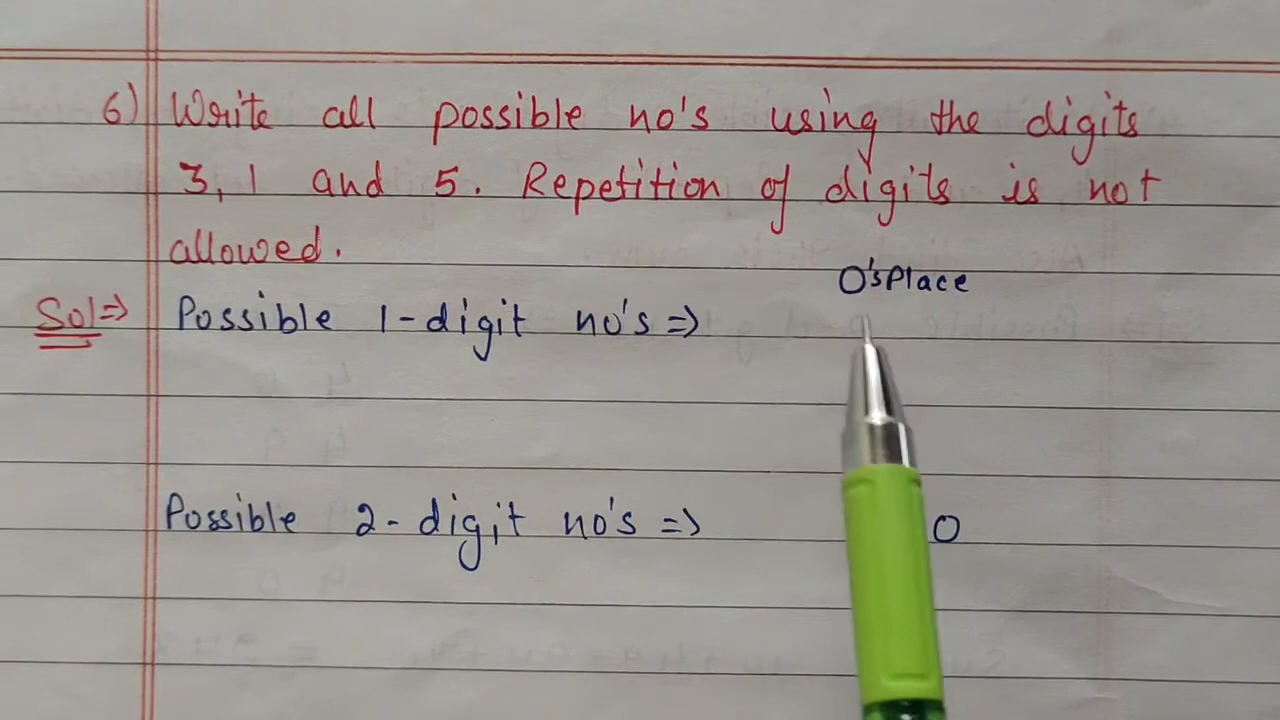 6) Write all possible no's using the digits
3, 1 and 5. Repetition of digits is not
allowed.
O's Place
Sol⇒ Possible 1-digit no's ⇒
Possible 2-digit no's ⇒ O